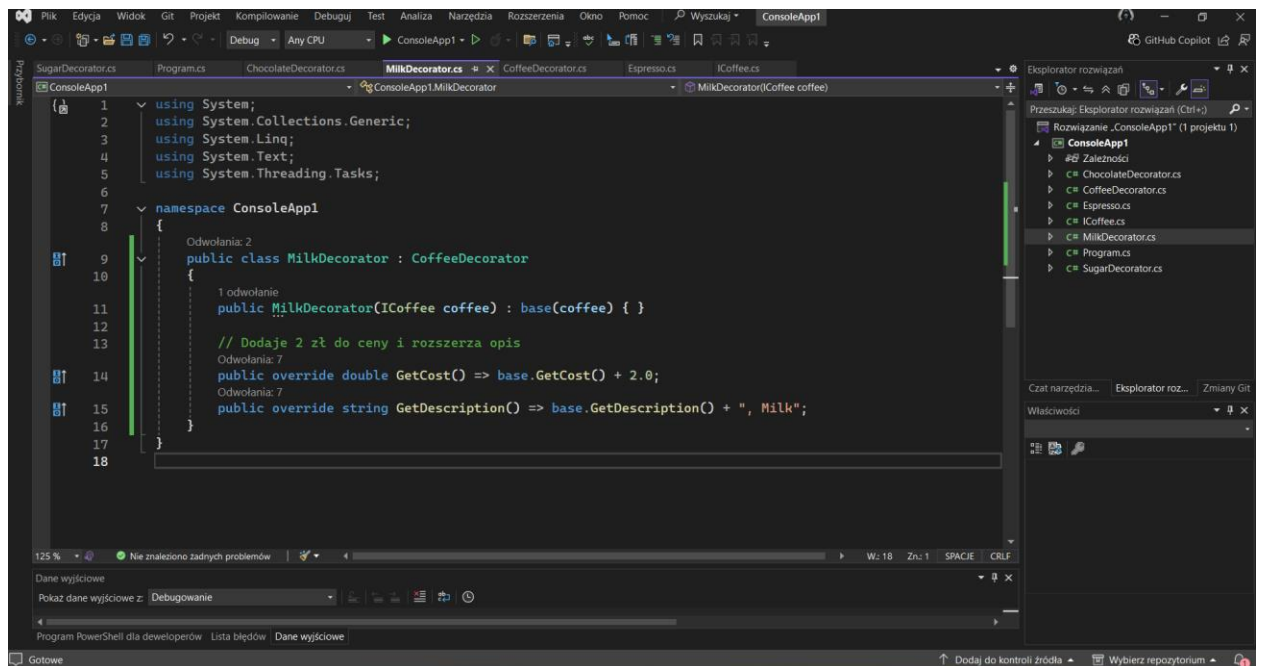 Plik Edycja Widok Git Projekt Kompilowanie Debuguj Test Analiza Narzędzia Rozszerzenia Okno Pomoc Wyszukaj ConsoleApp1
Debug Any CPU ConsoleApp1 GitHub Copilot
Przybornik
SugarDecorator.cs Program.cs ChocolateDecorator.cs MilkDecorator.cs CoffeeDecorator.cs Espresso.cs ICoffee.cs
ConsoleApp1 ConsoleApp1.MilkDecorator MilkDecorator(ICoffee coffee)
1 using System;
2 using System.Collections.Generic;
3 using System.Linq;
4 using System.Text;
5 using System.Threading.Tasks;
6
7 namespace ConsoleApp1
8 {
Odwołania: 2
9 public class MilkDecorator : CoffeeDecorator
10 {
1 odwołanie
11 public MilkDecorator(ICoffee coffee) : base(coffee) { }
12
13 // Dodaje 2 zł do ceny i rozszerza opis
Odwołania: 7
14 public override double GetCost() => base.GetCost() + 2.0;
Odwołania: 7
15 public override string GetDescription() => base.GetDescription() + ", Milk";
16 }
17 }
18
125 % Nie znaleziono żadnych problemów W.: 18 Zn.: 1 SPACJE CRLF
Dane wyjściowe
Pokaż dane wyjściowe z: Debugowanie
Program PowerShell dla deweloperów Lista błędów Dane wyjściowe
Eksplorator rozwiązań
Przeszukaj: Eksplorator rozwiązań (Ctrl+;)
Rozwiązanie „ConsoleApp1" (1 projektu 1)
ConsoleApp1
Zależności
C# ChocolateDecorator.cs
C# CoffeeDecorator.cs
C# Espresso.cs
C# ICoffee.cs
C# MilkDecorator.cs
C# Program.cs
C# SugarDecorator.cs
Czat narzędzia... Eksplorator roz... Zmiany Git
Właściwości
Gotowe Dodaj do kontroli źródła Wybierz repozytorium